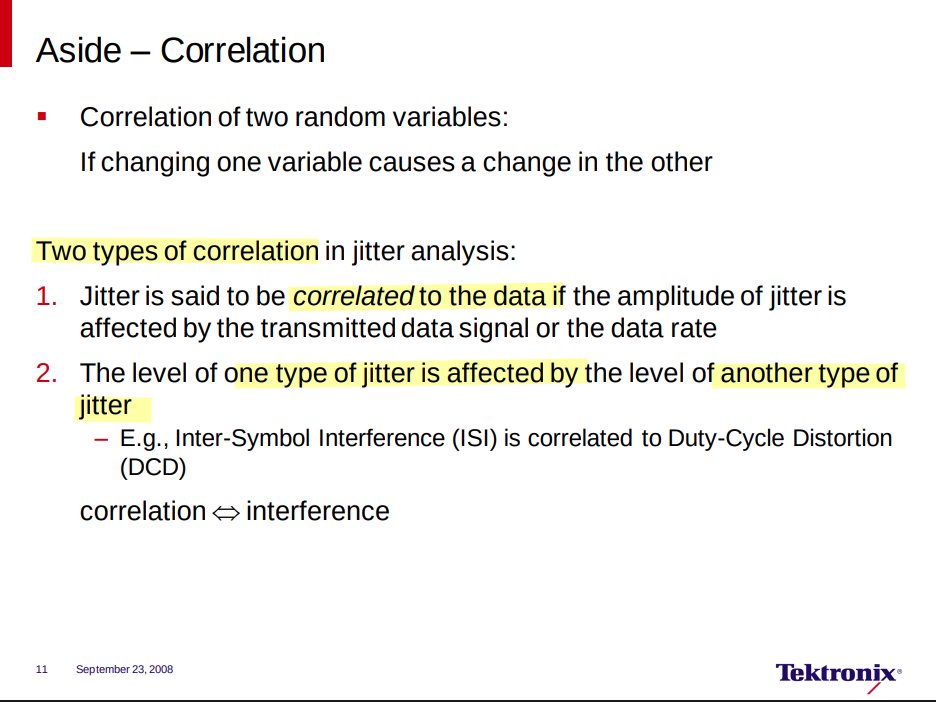 Aside – Correlation
▪ Correlation of two random variables:
If changing one variable causes a change in the other
Two types of correlation in jitter analysis:
1. Jitter is said to be correlated to the data if the amplitude of jitter is
affected by the transmitted data signal or the data rate
2. The level of one type of jitter is affected by the level of another type of
jitter
– E.g., Inter-Symbol Interference (ISI) is correlated to Duty-Cycle Distortion
(DCD)
correlation ⇔ interference
11 September 23, 2008
Tektronix®